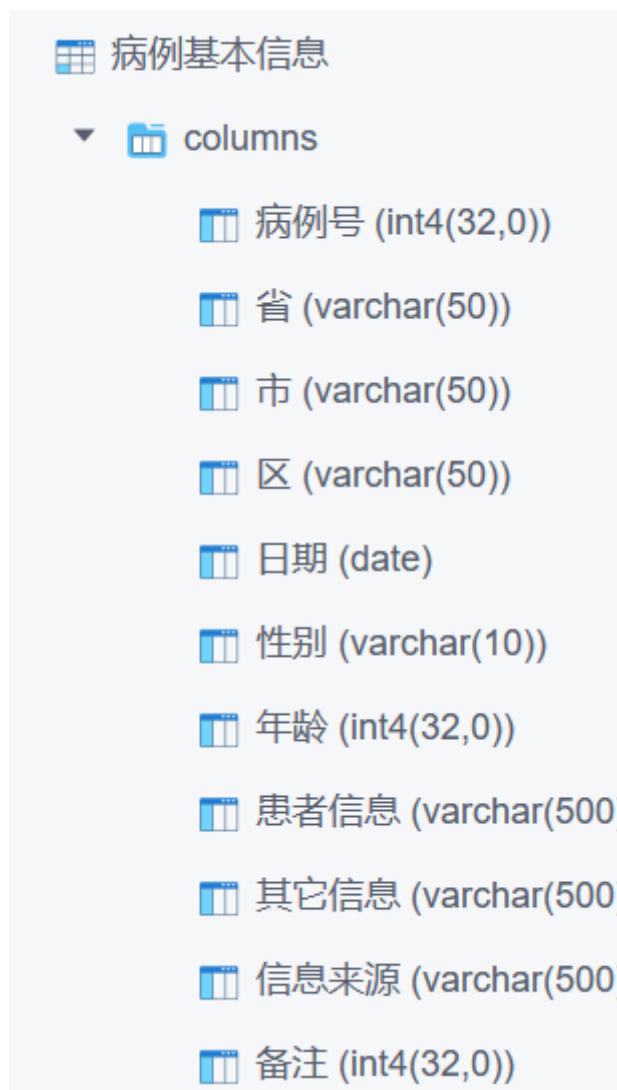 病例基本信息
columns
病例号 (int4(32,0))
省 (varchar(50))
市 (varchar(50))
区 (varchar(50))
日期 (date)
性别 (varchar(10))
年龄 (int4(32,0))
患者信息 (varchar(500)
其它信息 (varchar(500)
信息来源 (varchar(500)
备注 (int4(32,0))